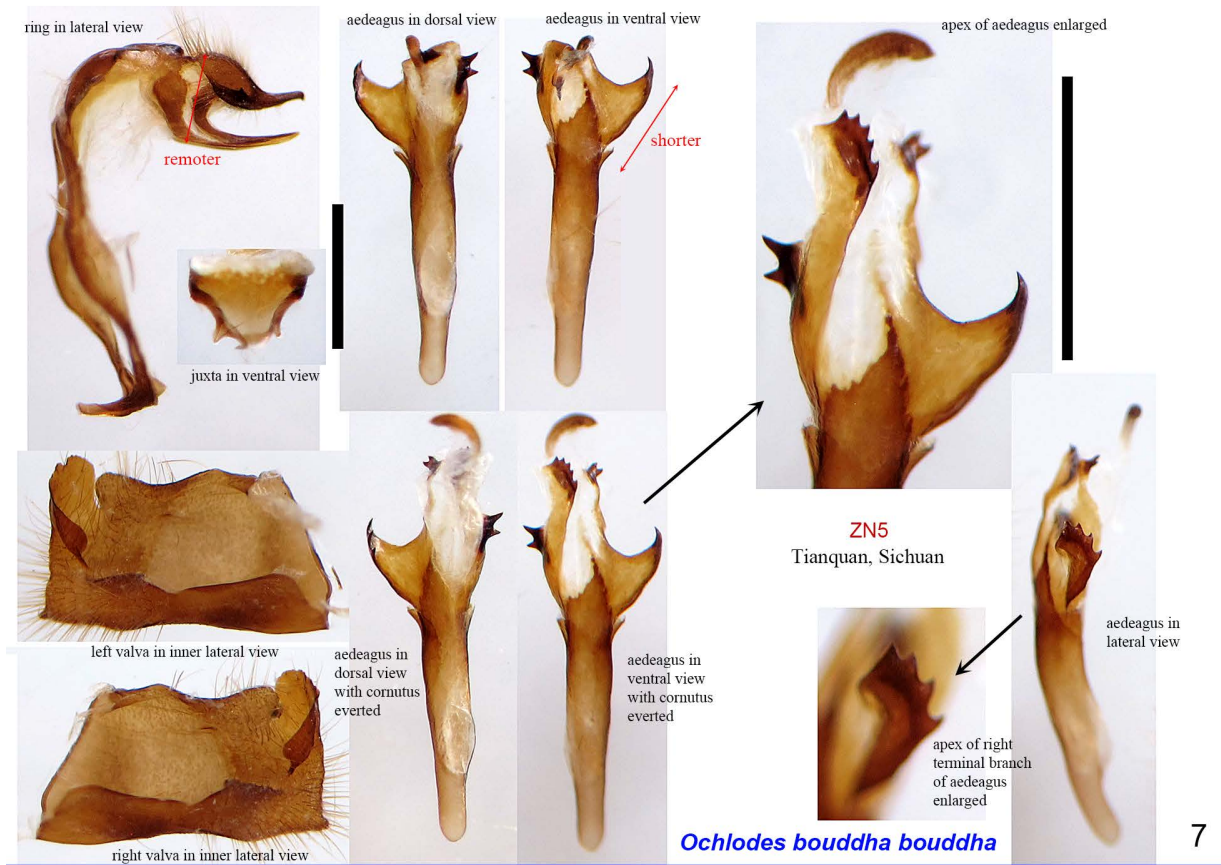 ring in lateral view
aedeagus in dorsal view
aedeagus in ventral view
apex of aedeagus enlarged
remoter
shorter
juxta in ventral view
ZN5
Tianquan, Sichuan
left valva in inner lateral view
aedeagus in
dorsal view
with cornutus
everted
aedeagus in
ventral view
with cornutus
everted
aedeagus in
lateral view
apex of right
terminal branch
of aedeagus
enlarged
right valva in inner lateral view
Ochlodes bouddha bouddha
7